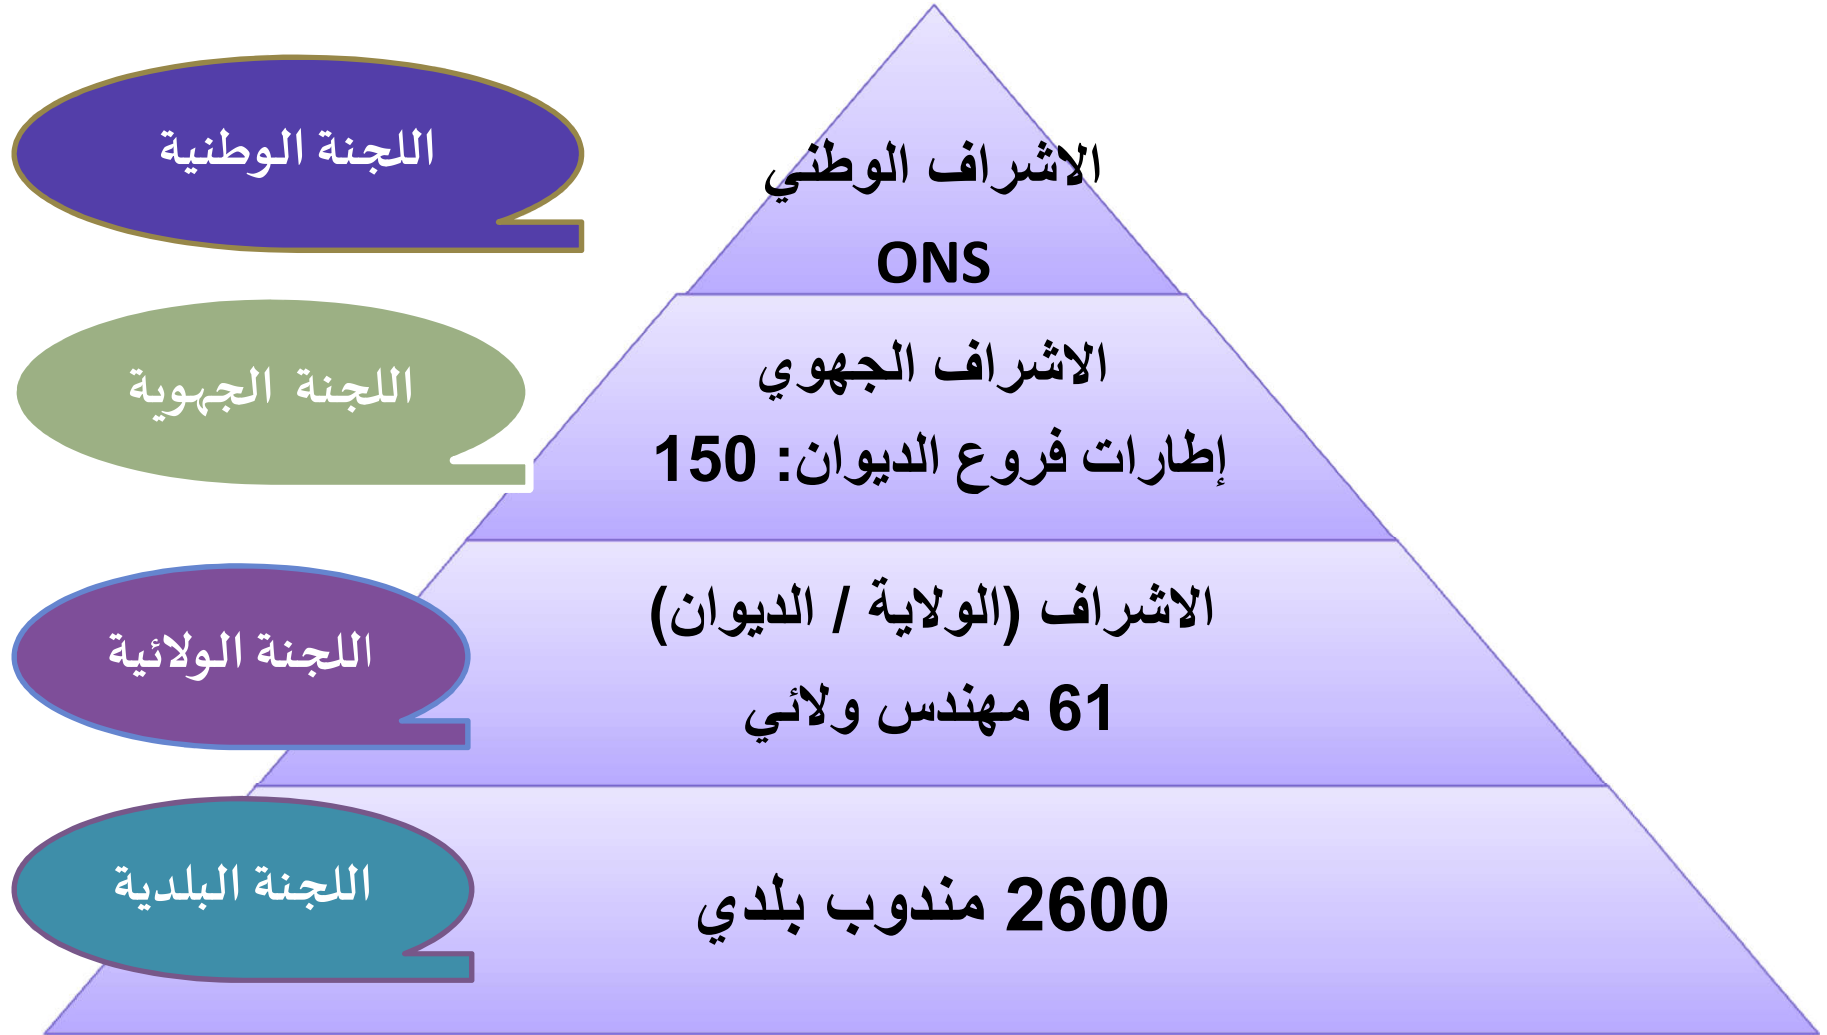 اللجنة الوطنية
الاشراف الوطني
ONS
اللجنة الجهوية
الاشراف الجهوي
إطارات فروع الديوان: 150
اللجنة الولائية
الاشراف (الولاية / الديوان)
61 مهندس ولائي
اللجنة البلدية
2600 مندوب بلدي